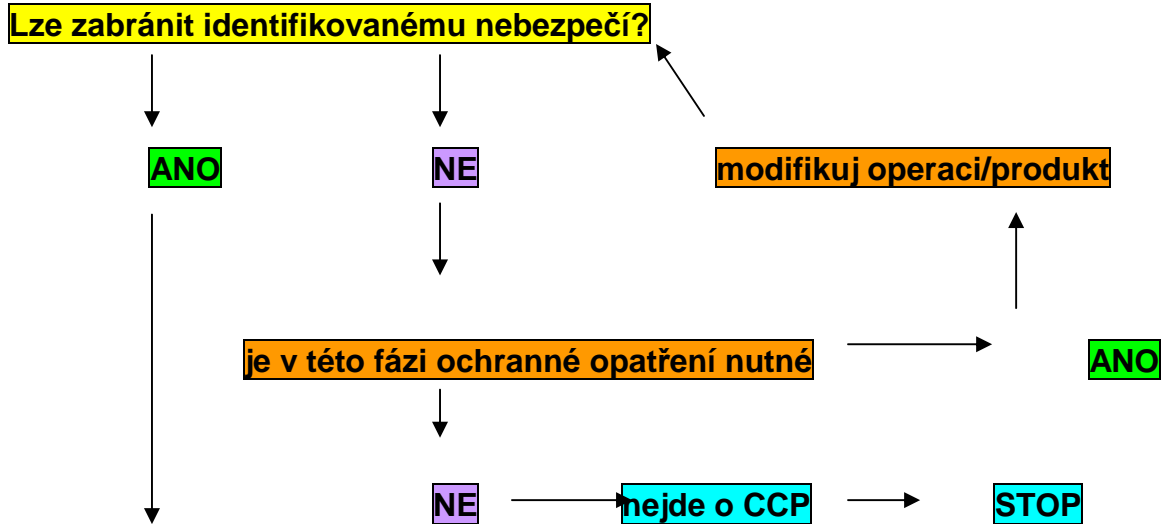 Lze zabránit identifikovanému nebezpečí?
ANO NE modifikuj operaci/produkt
je v této fázi ochranné opatření nutné ANO
NE nejde o CCP STOP